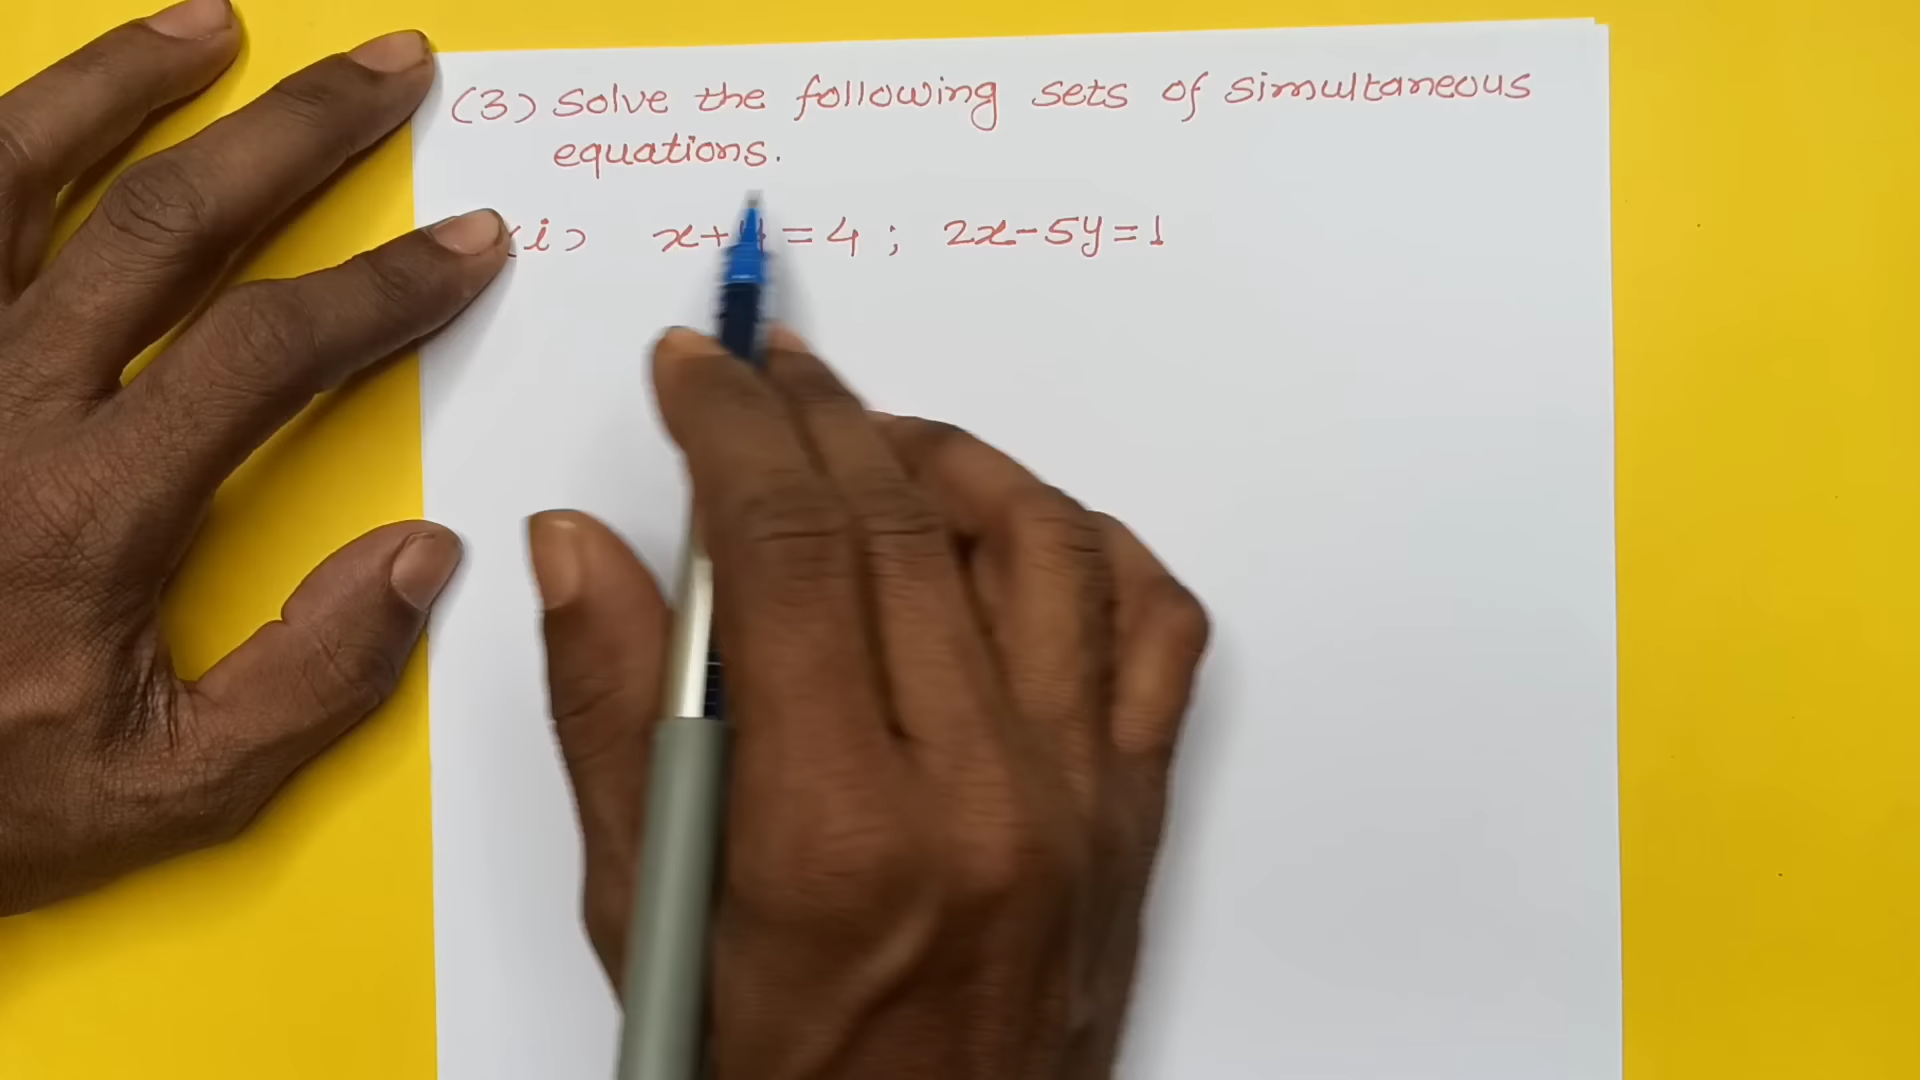 (3) Solve the following sets of simultaneous
equations.
(i) x+y=4 ; 2x-5y=1